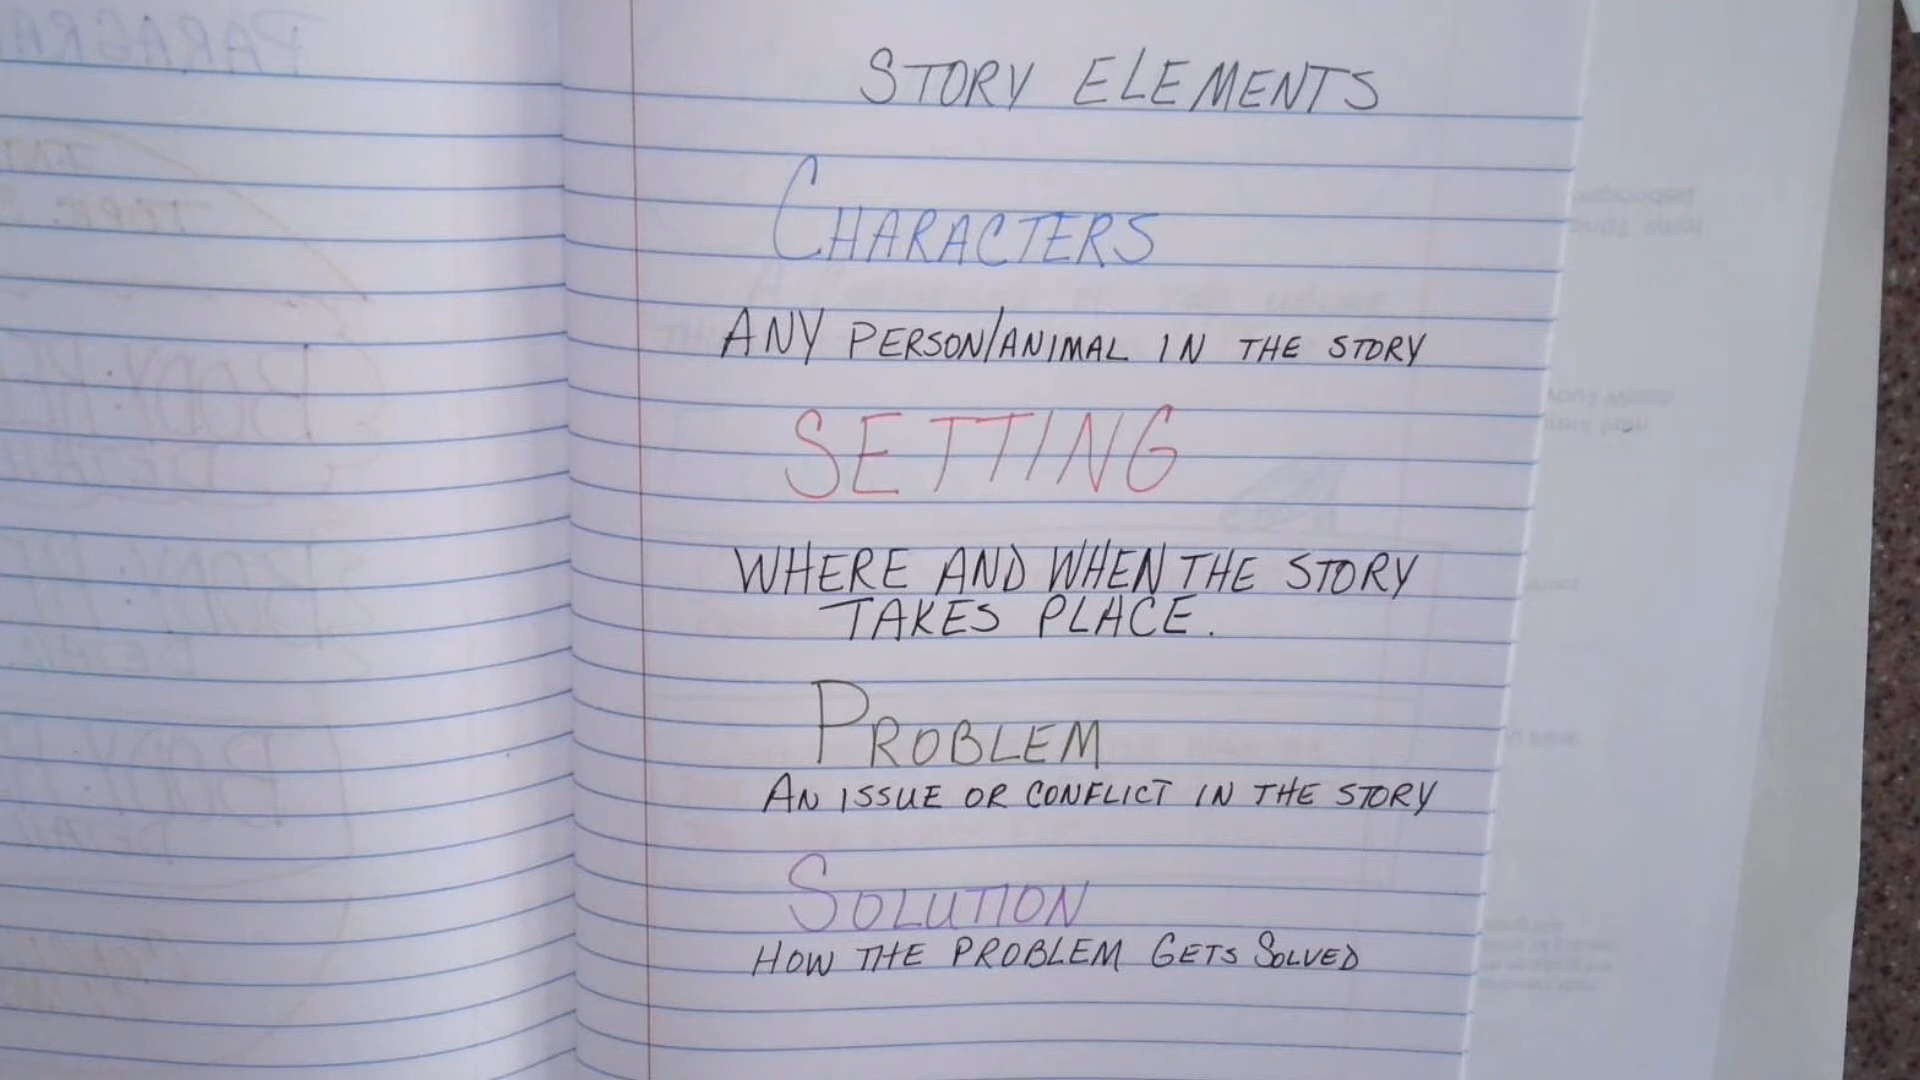 STORY ELEMENTS
CHARACTERS
ANY PERSON/ANIMAL IN THE STORY
SETTING
WHERE AND WHEN THE STORY
TAKES PLACE.
PROBLEM
AN ISSUE OR CONFLICT IN THE STORY
SOLUTION
HOW THE PROBLEM GETS SOLVED